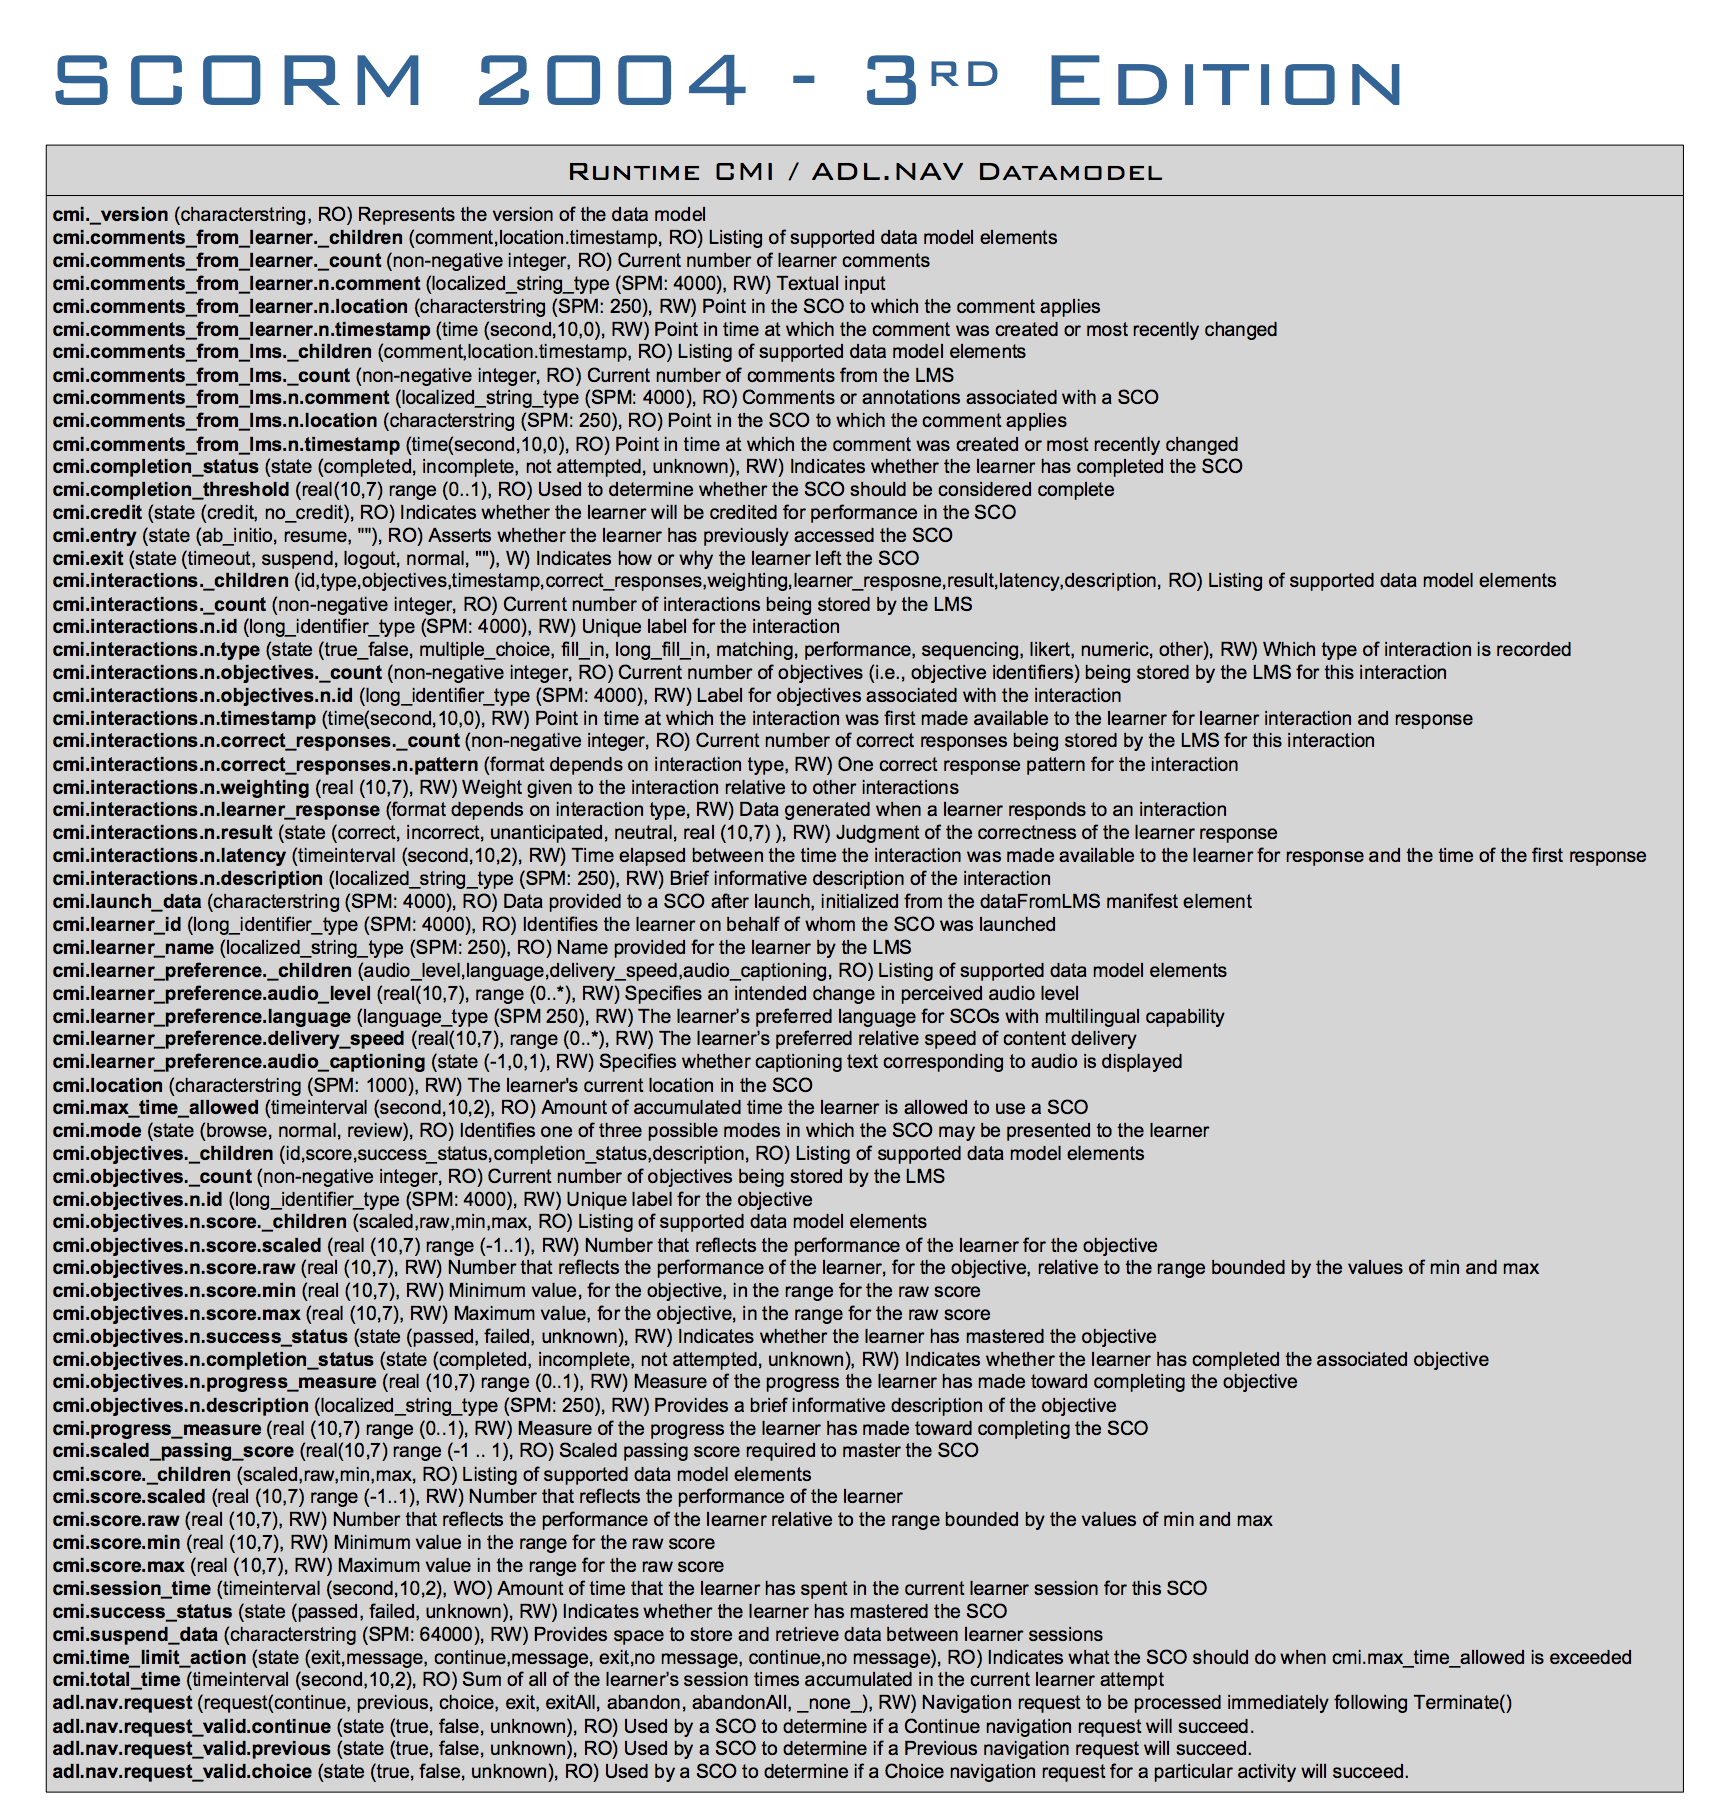 SCORM 2004 - 3RD EDITION
RUNTIME CMI / ADL.NAV DATAMODEL
cmi._version (characterstring, RO) Represents the version of the data model
cmi.comments_from_learner._children (comment,location.timestamp, RO) Listing of supported data model elements
cmi.comments_from_learner._count (non-negative integer, RO) Current number of learner comments
cmi.comments_from_learner.n.comment (localized_string_type (SPM: 4000), RW) Textual input
cmi.comments_from_learner.n.location (characterstring (SPM: 250), RW) Point in the SCO to which the comment applies
cmi.comments_from_learner.n.timestamp (time (second,10,0), RW) Point in time at which the comment was created or most recently changed
cmi.comments_from_lms._children (comment,location.timestamp, RO) Listing of supported data model elements
cmi.comments_from_lms._count (non-negative integer, RO) Current number of comments from the LMS
cmi.comments_from_lms.n.comment (localized_string_type (SPM: 4000), RO) Comments or annotations associated with a SCO
cmi.comments_from_lms.n.location (characterstring (SPM: 250), RO) Point in the SCO to which the comment applies
cmi.comments_from_lms.n.timestamp (time(second,10,0), RO) Point in time at which the comment was created or most recently changed
cmi.completion_status (state (completed, incomplete, not attempted, unknown), RW) Indicates whether the learner has completed the SCO
cmi.completion_threshold (real(10,7) range (0..1), RO) Used to determine whether the SCO should be considered complete
cmi.credit (state (credit, no_credit), RO) Indicates whether the learner will be credited for performance in the SCO
cmi.entry (state (ab_initio, resume, ""), RO) Asserts whether the learner has previously accessed the SCO
cmi.exit (state (timeout, suspend, logout, normal, ""), W) Indicates how or why the learner left the SCO
cmi.interactions._children (id,type,objectives,timestamp,correct_responses,weighting,learner_resposne,result,latency,description, RO) Listing of supported data model elements
cmi.interactions._count (non-negative integer, RO) Current number of interactions being stored by the LMS
cmi.interactions.n.id (long_identifier_type (SPM: 4000), RW) Unique label for the interaction
cmi.interactions.n.type (state (true_false, multiple_choice, fill_in, long_fill_in, matching, performance, sequencing, likert, numeric, other), RW) Which type of interaction is recorded
cmi.interactions.n.objectives._count (non-negative integer, RO) Current number of objectives (i.e., objective identifiers) being stored by the LMS for this interaction
cmi.interactions.n.objectives.n.id (long_identifier_type (SPM: 4000), RW) Label for objectives associated with the interaction
cmi.interactions.n.timestamp (time(second,10,0), RW) Point in time at which the interaction was first made available to the learner for learner interaction and response
cmi.interactions.n.correct_responses._count (non-negative integer, RO) Current number of correct responses being stored by the LMS for this interaction
cmi.interactions.n.correct_responses.n.pattern (format depends on interaction type, RW) One correct response pattern for the interaction
cmi.interactions.n.weighting (real (10,7), RW) Weight given to the interaction relative to other interactions
cmi.interactions.n.learner_response (format depends on interaction type, RW) Data generated when a learner responds to an interaction
cmi.interactions.n.result (state (correct, incorrect, unanticipated, neutral, real (10,7) ), RW) Judgment of the correctness of the learner response
cmi.interactions.n.latency (timeinterval (second,10,2), RW) Time elapsed between the time the interaction was made available to the learner for response and the time of the first response
cmi.interactions.n.description (localized_string_type (SPM: 250), RW) Brief informative description of the interaction
cmi.launch_data (characterstring (SPM: 4000), RO) Data provided to a SCO after launch, initialized from the dataFromLMS manifest element
cmi.learner_id (long_identifier_type (SPM: 4000), RO) Identifies the learner on behalf of whom the SCO was launched
cmi.learner_name (localized_string_type (SPM: 250), RO) Name provided for the learner by the LMS
cmi.learner_preference._children (audio_level,language,delivery_speed,audio_captioning, RO) Listing of supported data model elements
cmi.learner_preference.audio_level (real(10,7), range (0..*), RW) Specifies an intended change in perceived audio level
cmi.learner_preference.language (language_type (SPM 250), RW) The learner's preferred language for SCOs with multilingual capability
cmi.learner_preference.delivery_speed (real(10,7), range (0..*), RW) The learner's preferred relative speed of content delivery
cmi.learner_preference.audio_captioning (state (-1,0,1), RW) Specifies whether captioning text corresponding to audio is displayed
cmi.location (characterstring (SPM: 1000), RW) The learner's current location in the SCO
cmi.max_time_allowed (timeinterval (second,10,2), RO) Amount of accumulated time the learner is allowed to use a SCO
cmi.mode (state (browse, normal, review), RO) Identifies one of three possible modes in which the SCO may be presented to the learner
cmi.objectives._children (id,score,success_status,completion_status,description, RO) Listing of supported data model elements
cmi.objectives._count (non-negative integer, RO) Current number of objectives being stored by the LMS
cmi.objectives.n.id (long_identifier_type (SPM: 4000), RW) Unique label for the objective
cmi.objectives.n.score._children (scaled,raw,min,max, RO) Listing of supported data model elements
cmi.objectives.n.score.scaled (real (10,7) range (-1..1), RW) Number that reflects the performance of the learner for the objective
cmi.objectives.n.score.raw (real (10,7), RW) Number that reflects the performance of the learner, for the objective, relative to the range bounded by the values of min and max
cmi.objectives.n.score.min (real (10,7), RW) Minimum value, for the objective, in the range for the raw score
cmi.objectives.n.score.max (real (10,7), RW) Maximum value, for the objective, in the range for the raw score
cmi.objectives.n.success_status (state (passed, failed, unknown), RW) Indicates whether the learner has mastered the objective
cmi.objectives.n.completion_status (state (completed, incomplete, not attempted, unknown), RW) Indicates whether the learner has completed the associated objective
cmi.objectives.n.progress_measure (real (10,7) range (0..1), RW) Measure of the progress the learner has made toward completing the objective
cmi.objectives.n.description (localized_string_type (SPM: 250), RW) Provides a brief informative description of the objective
cmi.progress_measure (real (10,7) range (0..1), RW) Measure of the progress the learner has made toward completing the SCO
cmi.scaled_passing_score (real(10,7) range (-1 .. 1), RO) Scaled passing score required to master the SCO
cmi.score._children (scaled,raw,min,max, RO) Listing of supported data model elements
cmi.score.scaled (real (10,7) range (-1..1), RW) Number that reflects the performance of the learner
cmi.score.raw (real (10,7), RW) Number that reflects the performance of the learner relative to the range bounded by the values of min and max
cmi.score.min (real (10,7), RW) Minimum value in the range for the raw score
cmi.score.max (real (10,7), RW) Maximum value in the range for the raw score
cmi.session_time (timeinterval (second,10,2), WO) Amount of time that the learner has spent in the current learner session for this SCO
cmi.success_status (state (passed, failed, unknown), RW) Indicates whether the learner has mastered the SCO
cmi.suspend_data (characterstring (SPM: 64000), RW) Provides space to store and retrieve data between learner sessions
cmi.time_limit_action (state (exit,message, continue,message, exit,no message, continue,no message), RO) Indicates what the SCO should do when cmi.max_time_allowed is exceeded
cmi.total_time (timeinterval (second,10,2), RO) Sum of all of the learner's session times accumulated in the current learner attempt
adl.nav.request (request(continue, previous, choice, exit, exitAll, abandon, abandonAll, _none_), RW) Navigation request to be processed immediately following Terminate()
adl.nav.request_valid.continue (state (true, false, unknown), RO) Used by a SCO to determine if a Continue navigation request will succeed.
adl.nav.request_valid.previous (state (true, false, unknown), RO) Used by a SCO to determine if a Previous navigation request will succeed.
adl.nav.request_valid.choice (state (true, false, unknown), RO) Used by a SCO to determine if a Choice navigation request for a particular activity will succeed.